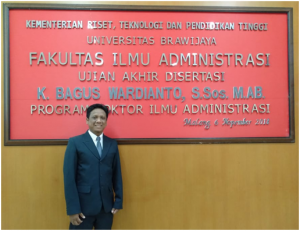 KEMENTERIAN RISET, TEKNOLOGI DAN PENDIDIKAN TINGGI
UNIVERSITAS BRAWIJAYA
FAKULTAS ILMU ADMINISTRASI
UJIAN AKHIR DISERTASI
K. BAGUS WARDIANTO, S.Sos. MAB.
PROGRAM DOKTOR ILMU ADMINISTRASI
Malang,